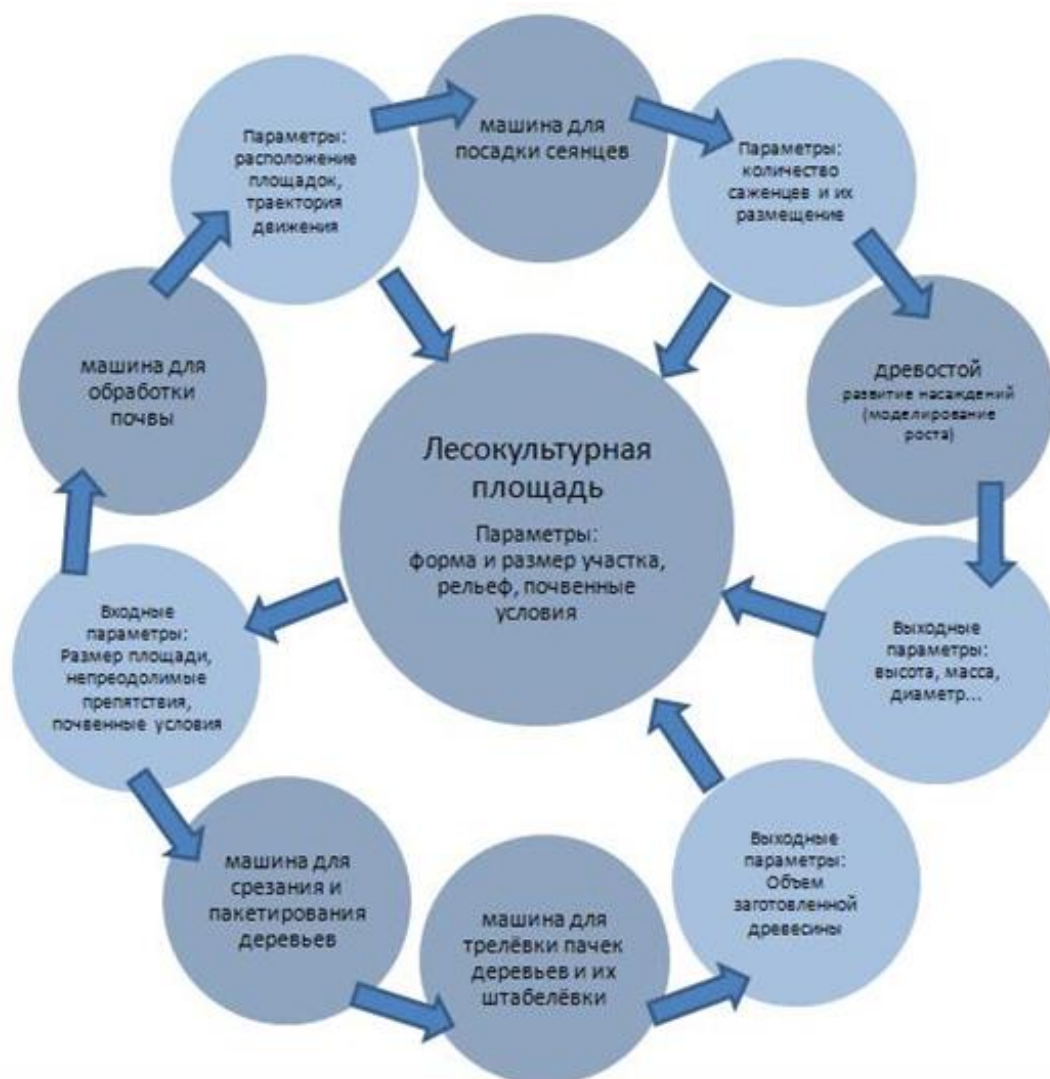 машина для
посадки сеянцев
Параметры:
расположение
площадок,
траектория
движения
Параметры:
количество
саженцев и их
размещение
машина для
обработки
почвы
древостой
развитие насаждений
(моделирование
роста)
Лесокультурная
площадь
Параметры:
форма и размер участка,
рельеф, почвенные
условия
Входные
параметры:
Размер площади,
непреодолимые
препятствия,
почвенные условия
Выходные
параметры:
высота, масса,
диаметр...
машина для
срезания и
пакетирования
деревьев
машина для
трелёвки пачек
деревьев и их
штабелёвки
Выходные
параметры:
Объем
заготовленной
древесины